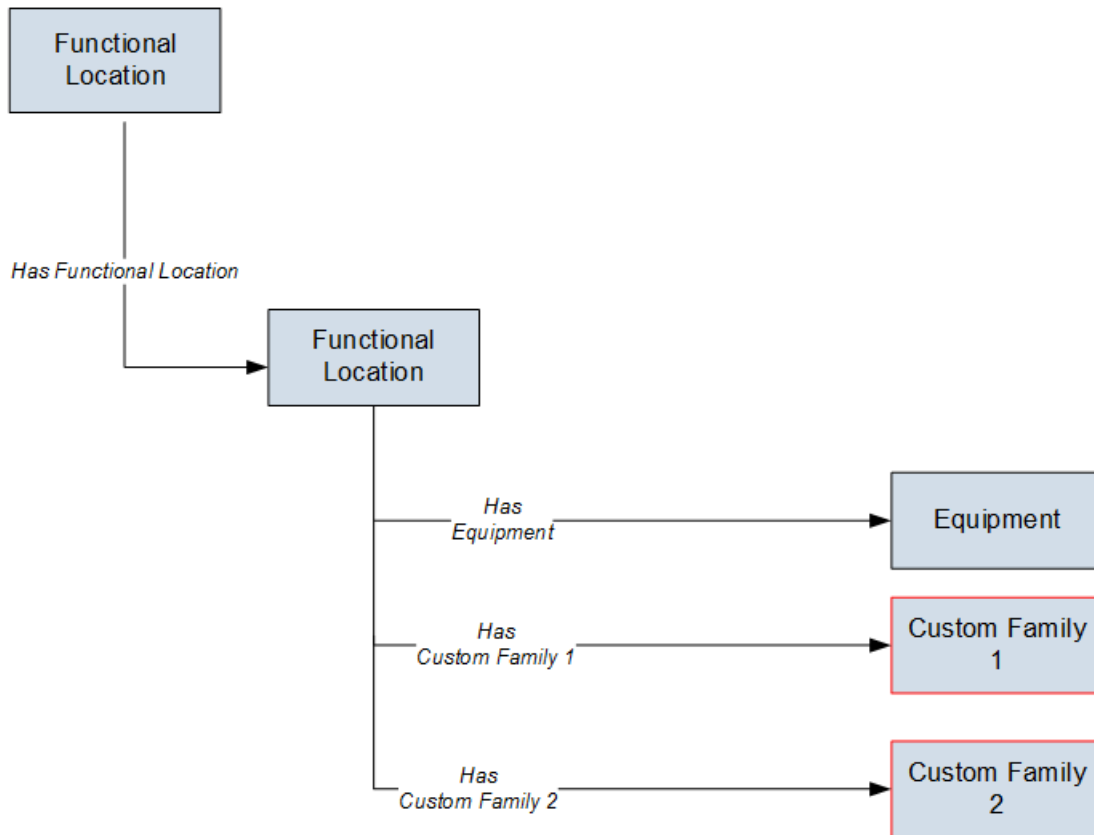 Functional
Location
Has Functional Location
Functional
Location
Has
Equipment
Equipment
Has
Custom Family 1
Custom Family
1
Has
Custom Family 2
Custom Family
2